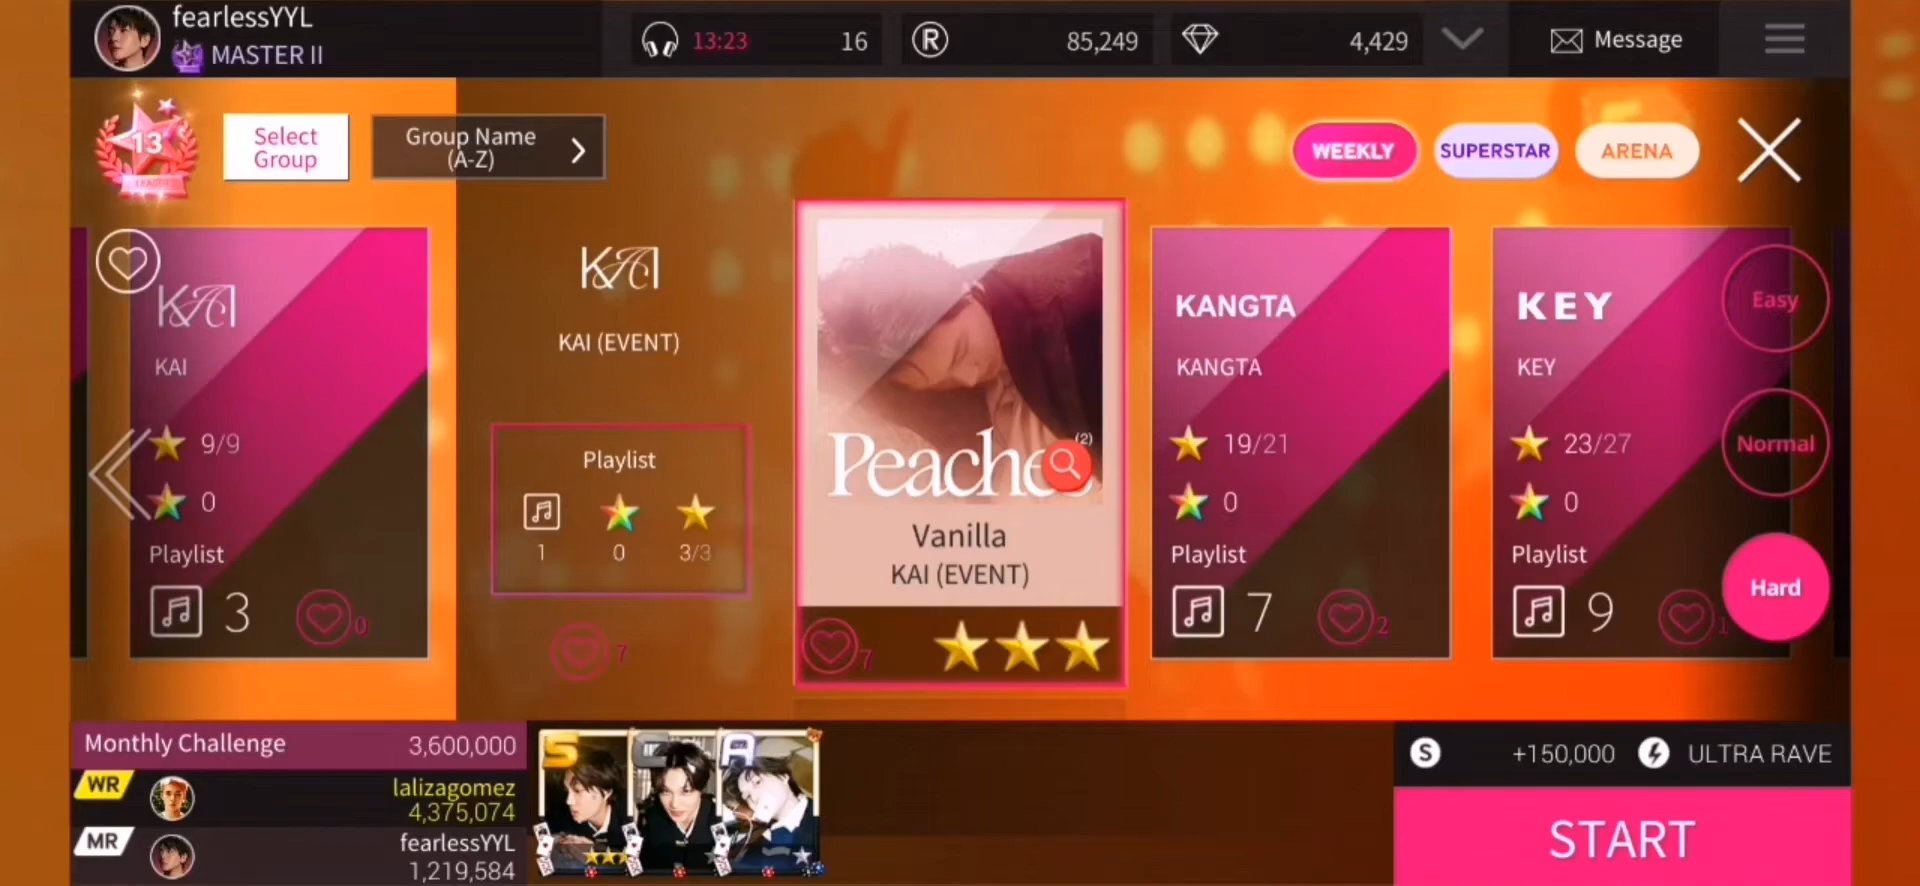 fearlessYYL
MASTER II
13:23
16
R
85,249
4,429
Message
13
LEAGUE
Select
Group
Group Name
(A-Z)
WEEKLY
SUPERSTAR
ARENA
KAI
KAI
9/9
0
Playlist
3
0
KAI
KAI (EVENT)
Playlist
1
0
3/3
7
Peaches
(2)
Vanilla
KAI (EVENT)
7
KANGTA
KANGTA
19/21
0
Playlist
7
2
KEY
KEY
23/27
0
Playlist
9
1
Easy
Normal
Hard
Monthly Challenge
3,600,000
WR
lalizagomez
4,375,074
MR
fearlessYYL
1,219,584
S
C
A
S
+150,000
ULTRA RAVE
START